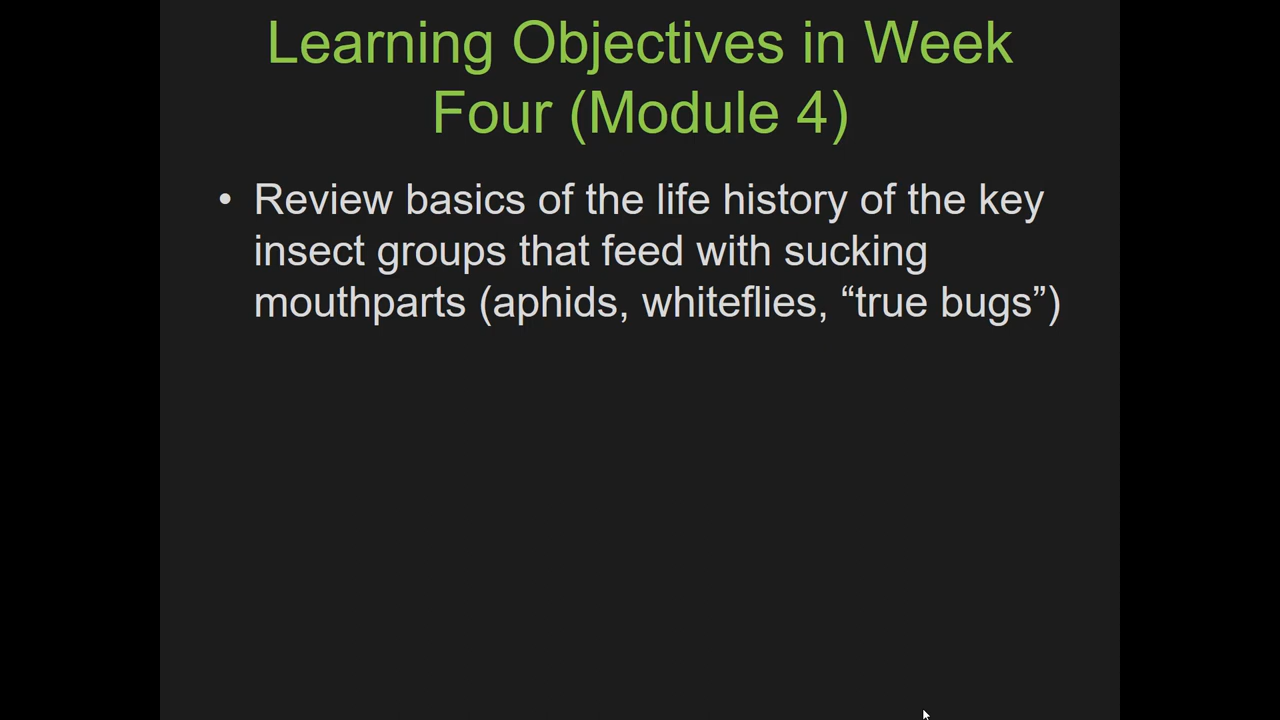 Learning Objectives in Week
Four (Module 4)
• Review basics of the life history of the key
insect groups that feed with sucking
mouthparts (aphids, whiteflies, “true bugs”)